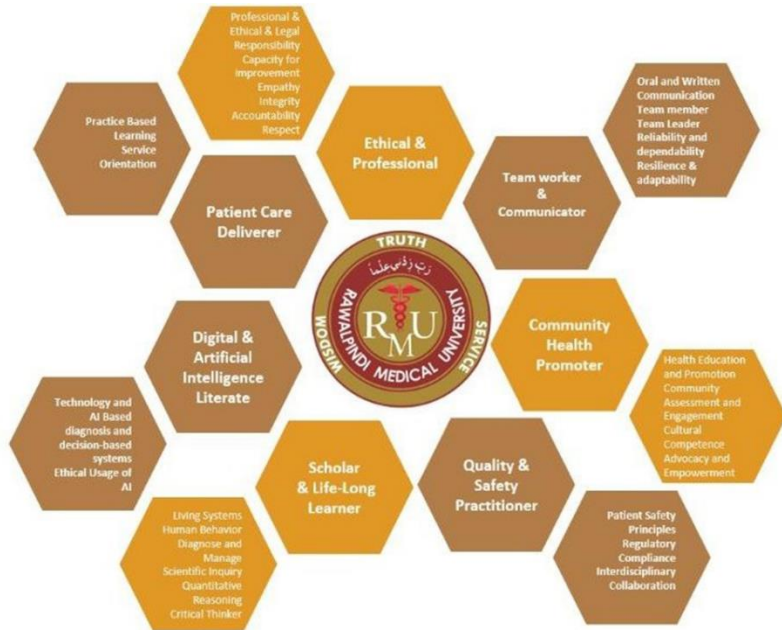 Professional &
Ethical & Legal
Responsibility
Capacity for
Improvement
Empathy
Integrity
Accountability
Respect
Ethical &
Professional
Oral and Written
Communication
Team member
Team Leader
Reliability and
dependability
Resilience &
adaptability
Practice Based
Learning
Service
Orientation
Patient Care
Deliverer
Team worker
&
Communicator
TRUTH
WISDOM
SERVICE
رَبِّ زِدْنِي عِلْمًا
RAWALPINDI MEDICAL UNIVERSITY
RMU
Digital &
Artificial
Intelligence
Literate
Community
Health
Promoter
Technology and
AI Based
diagnosis and
decision-based
systems
Ethical Usage of
AI
Health Education
and Promotion
Community
Assessment and
Engagement
Cultural
Competence
Advocacy and
Empowerment
Scholar
& Life-Long
Learner
Quality &
Safety
Practitioner
Living Systems
Human Behavior
Diagnose and
Manage
Scientific Inquiry
Quantitative
Reasoning
Critical Thinker
Patient Safety
Principles
Regulatory
Compliance
Interdisciplinary
Collaboration